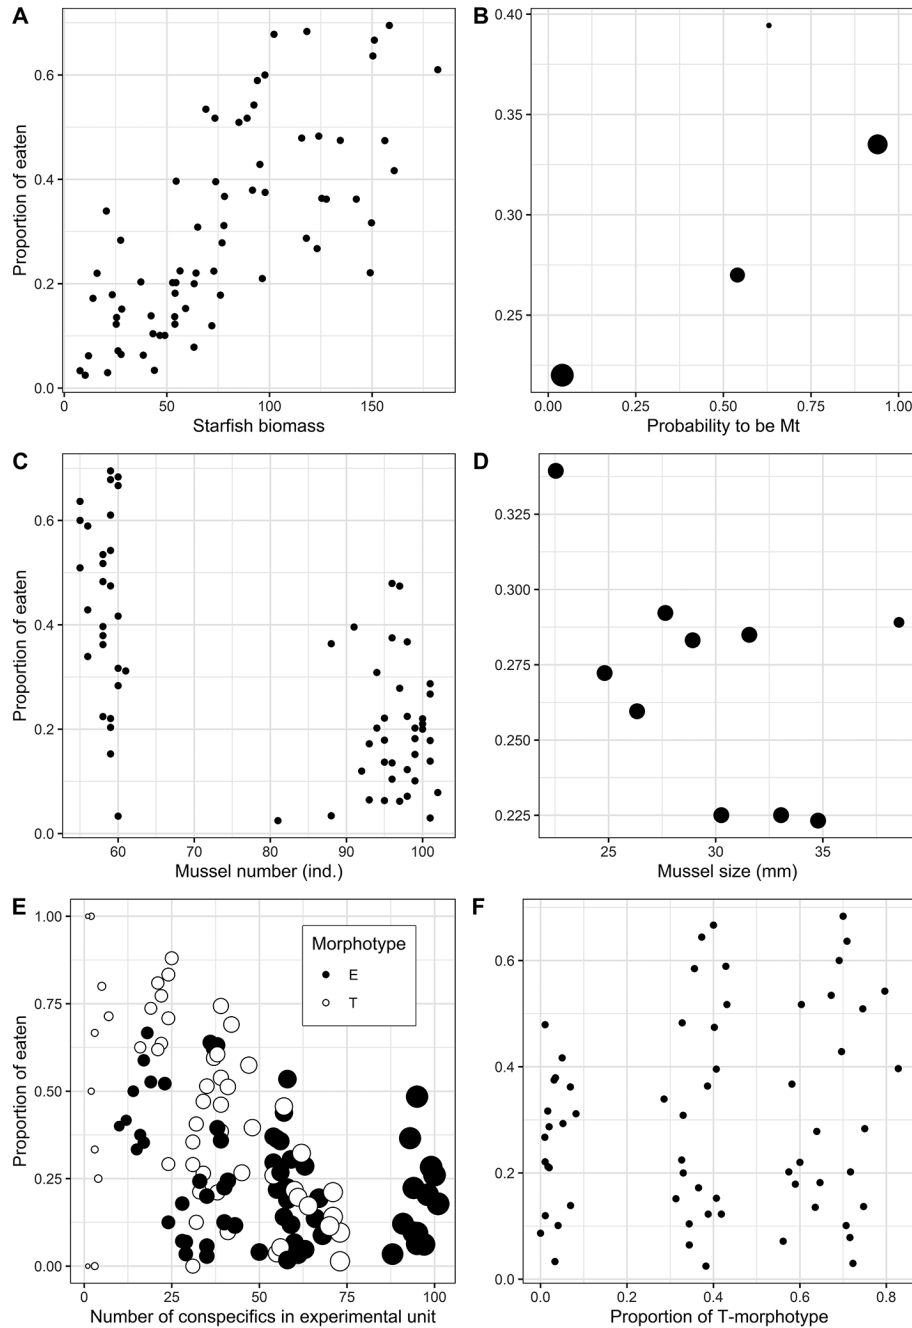 A
0.6
0.4
0.2
0.0
Proportion of eaten
0 50 100 150
Starfish biomass
B
0.40
0.35
0.30
0.25
0.00 0.25 0.50 0.75 1.00
Probability to be Mt
C
0.6
0.4
0.2
0.0
Proportion of eaten
60 70 80 90 100
Mussel number (ind.)
D
0.325
0.300
0.275
0.250
0.225
25 30 35
Mussel size (mm)
E
1.00
0.75
0.50
0.25
0.00
Proportion of eaten
Morphotype
E
T
0 25 50 75 100
Number of conspecifics in experimental unit
F
0.6
0.4
0.2
0.0
0.0 0.2 0.4 0.6 0.8
Proportion of T-morphotype